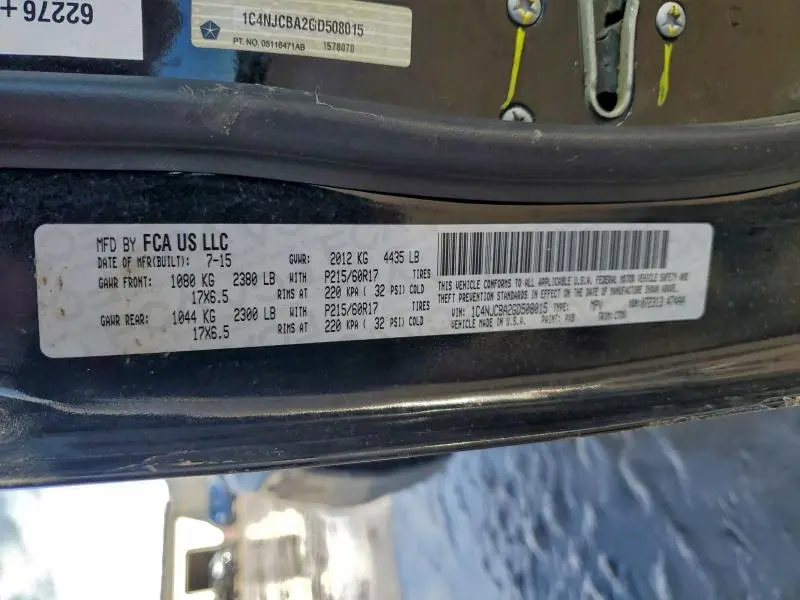 62276+
1C4NJCBA2GD508015
PT. NO. 05116471AB 1578070
MFD BY FCA US LLC
DATE OF MFR(BUILT): 7-15 GVWR: 2012 KG 4435 LB
GAWR FRONT: 1080 KG 2380 LB WITH P215/60R17 TIRES
17X6.5 RIMS AT 220 KPA ( 32 PSI) COLD
GAWR REAR: 1044 KG 2300 LB WITH P215/60R17 TIRES
17X6.5 RIMS AT 220 KPA ( 32 PSI) COLD
THIS VEHICLE CONFORMS TO ALL APPLICABLE U.S.A. FEDERAL MOTOR VEHICLE SAFETY AND
THEFT PREVENTION STANDARDS IN EFFECT ON THE DATE OF MANUFACTURE SHOWN ABOVE
VIN: 1C4NJCBA2GD508015 TYPE: MPV
VEHICLE MADE IN U.S.A. PAINT: PX8